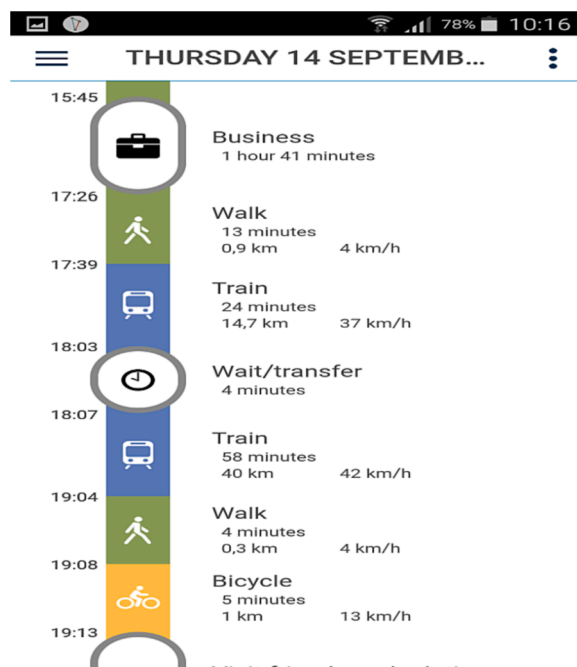 78% 10:16
THURSDAY 14 SEPTEMB...
15:45
Business
1 hour 41 minutes
17:26
Walk
13 minutes
0,9 km 4 km/h
17:39
Train
24 minutes
14,7 km 37 km/h
18:03
Wait/transfer
4 minutes
18:07
Train
58 minutes
40 km 42 km/h
19:04
Walk
4 minutes
0,3 km 4 km/h
19:08
Bicycle
5 minutes
1 km 13 km/h
19:13